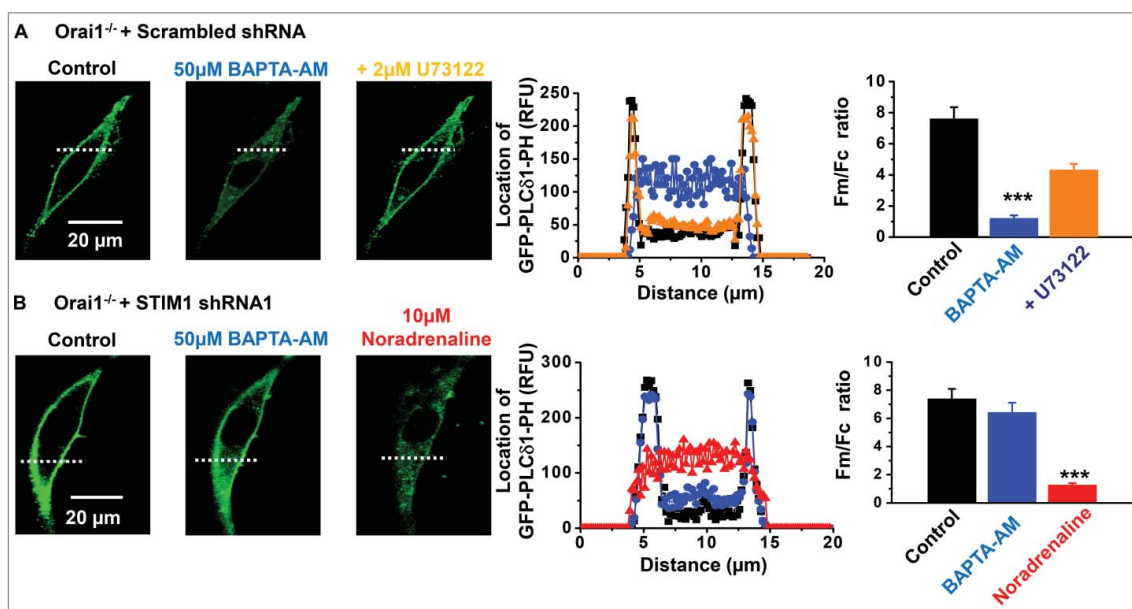 A Orai1-/- + Scrambled shRNA
Control
50µM BAPTA-AM
+ 2µM U73122
20 µm
Location of
GFP-PLCδ1-PH (RFU)
250
200
150
100
50
0
0 5 10 15 20
Distance (µm)
Fm/Fc ratio
10
8
6
4
2
0
***
Control
BAPTA-AM
+ U73122
B Orai1-/- + STIM1 shRNA1
Control
50µM BAPTA-AM
10µM
Noradrenaline
20 µm
Location of
GFP-PLCδ1-PH (RFU)
300
200
100
0
0 5 10 15 20
Distance (µm)
Fm/Fc ratio
10
8
6
4
2
0
***
Control
BAPTA-AM
Noradrenaline